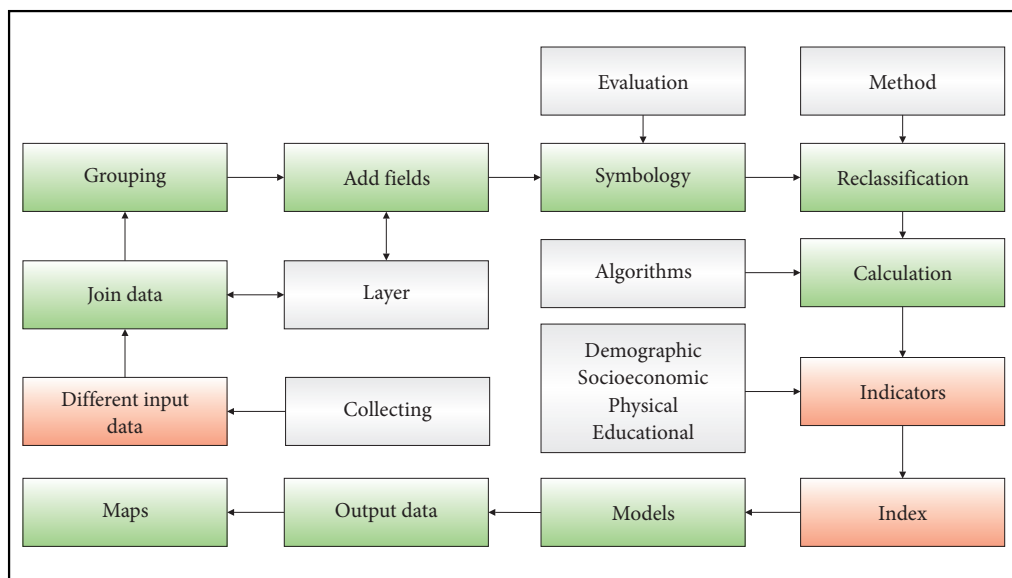 Evaluation
Method
Grouping
Add fields
Symbology
Reclassification
Join data
Layer
Algorithms
Calculation
Different input
data
Collecting
Demographic
Socioeconomic
Physical
Educational
Indicators
Maps
Output data
Models
Index